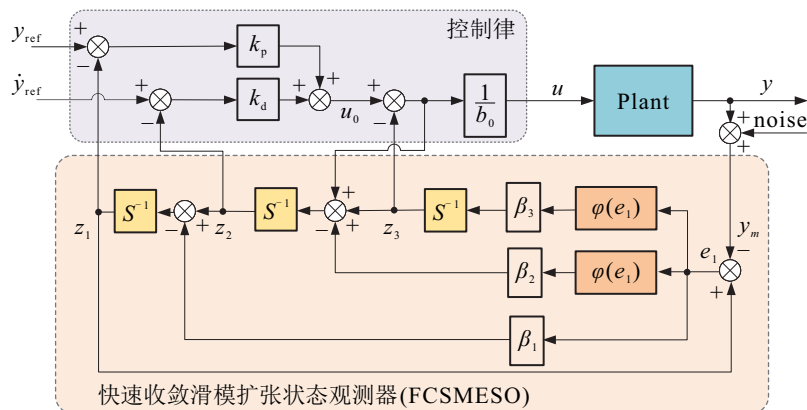 控制律
y_ref
+
−
k_p
ẏ_ref
+
−
k_d
+
+
u_0
+
−
1/b_0
u
Plant
y
+
+
noise
z_1
S^{-1}
−
+
z_2
S^{-1}
+
−
+
z_3
S^{-1}
β_3
φ(e_1)
y_m
−
e_1
+
β_2
φ(e_1)
β_1
快速收敛滑模扩张状态观测器(FCSMESO)